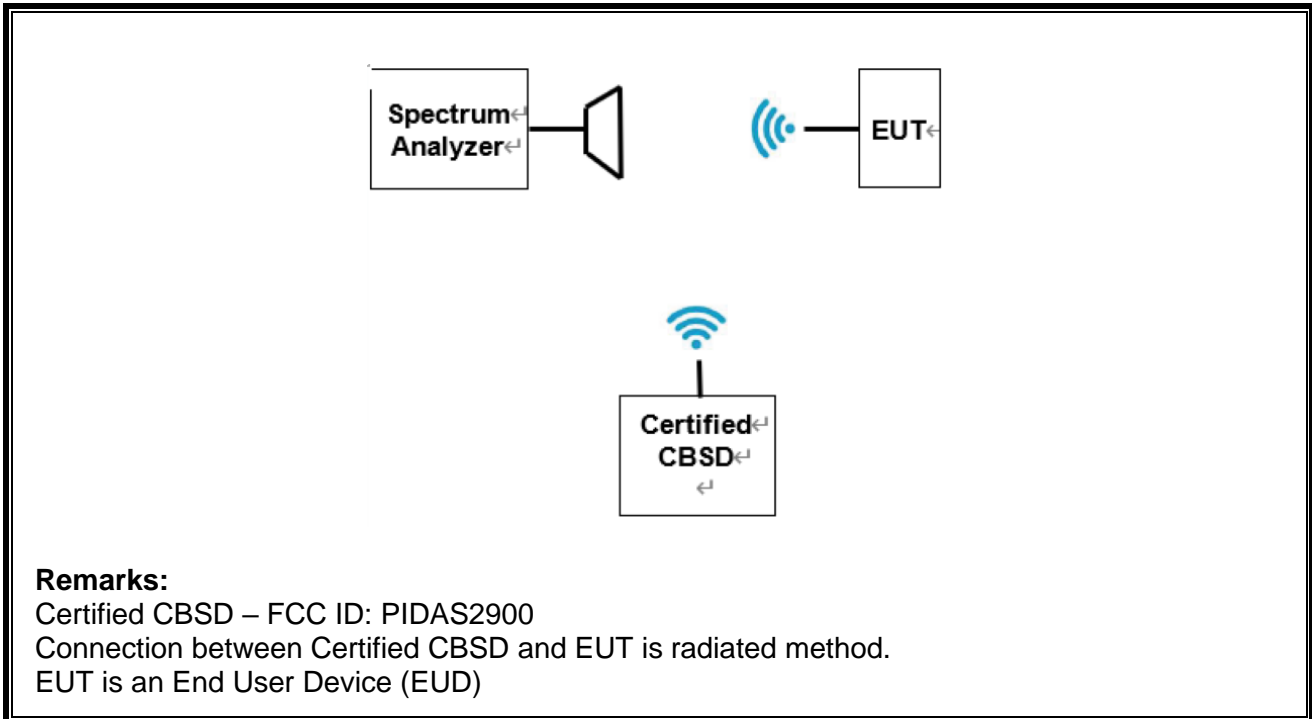 Spectrum↵
Analyzer↵
EUT↵
Certified↵
CBSD↵
↵
Remarks:
Certified CBSD – FCC ID: PIDAS2900
Connection between Certified CBSD and EUT is radiated method.
EUT is an End User Device (EUD)